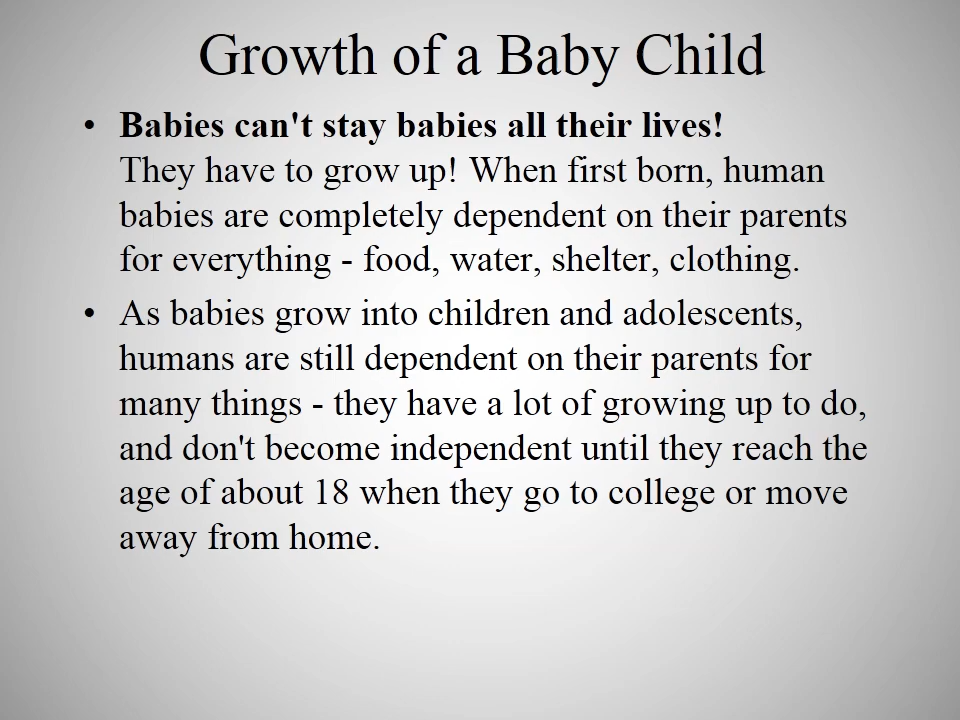 Growth of a Baby Child
• Babies can't stay babies all their lives!
They have to grow up! When first born, human
babies are completely dependent on their parents
for everything - food, water, shelter, clothing.
• As babies grow into children and adolescents,
humans are still dependent on their parents for
many things - they have a lot of growing up to do,
and don't become independent until they reach the
age of about 18 when they go to college or move
away from home.